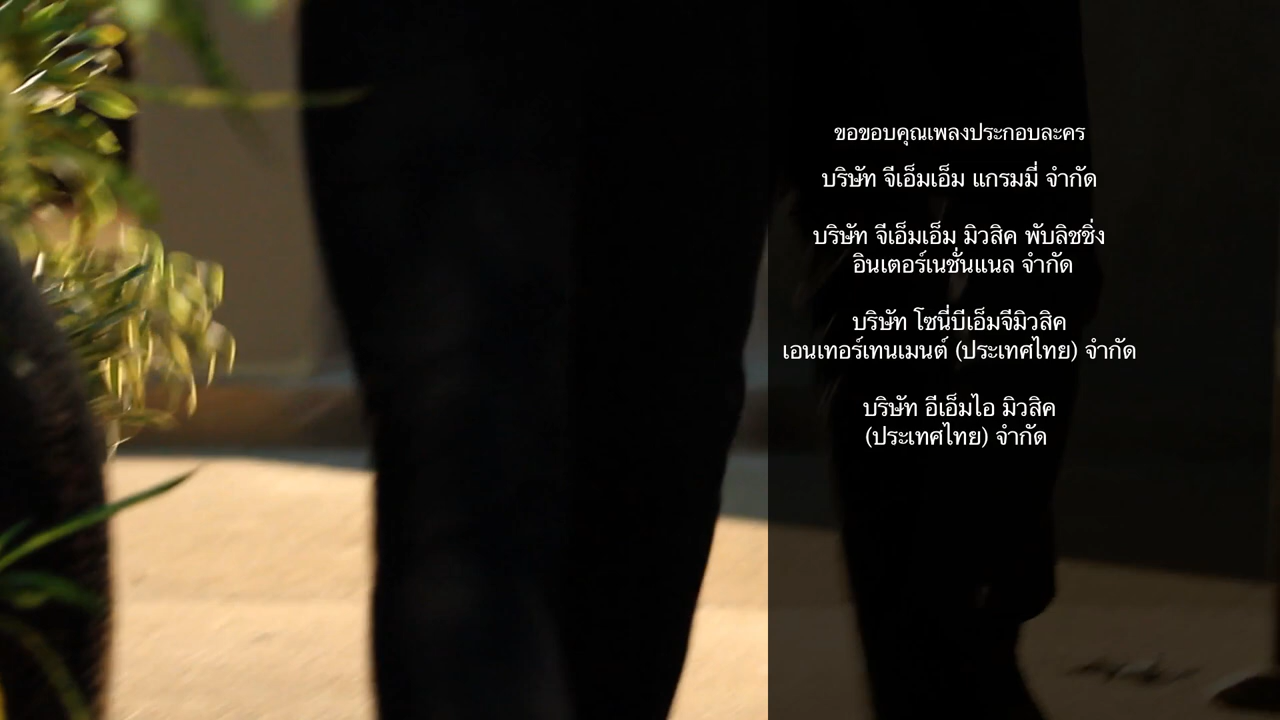 ขอขอบคุณเพลงประกอบละคร
บริษัท จีเอ็มเอ็ม แกรมมี่ จำกัด
บริษัท จีเอ็มเอ็ม มิวสิค พับลิชชิ่ง
อินเตอร์เนชั่นแนล จำกัด
บริษัท โซนี่บีเอ็มจีมิวสิค
เอนเทอร์เทนเมนต์ (ประเทศไทย) จำกัด
บริษัท อีเอ็มไอ มิวสิค
(ประเทศไทย) จำกัด